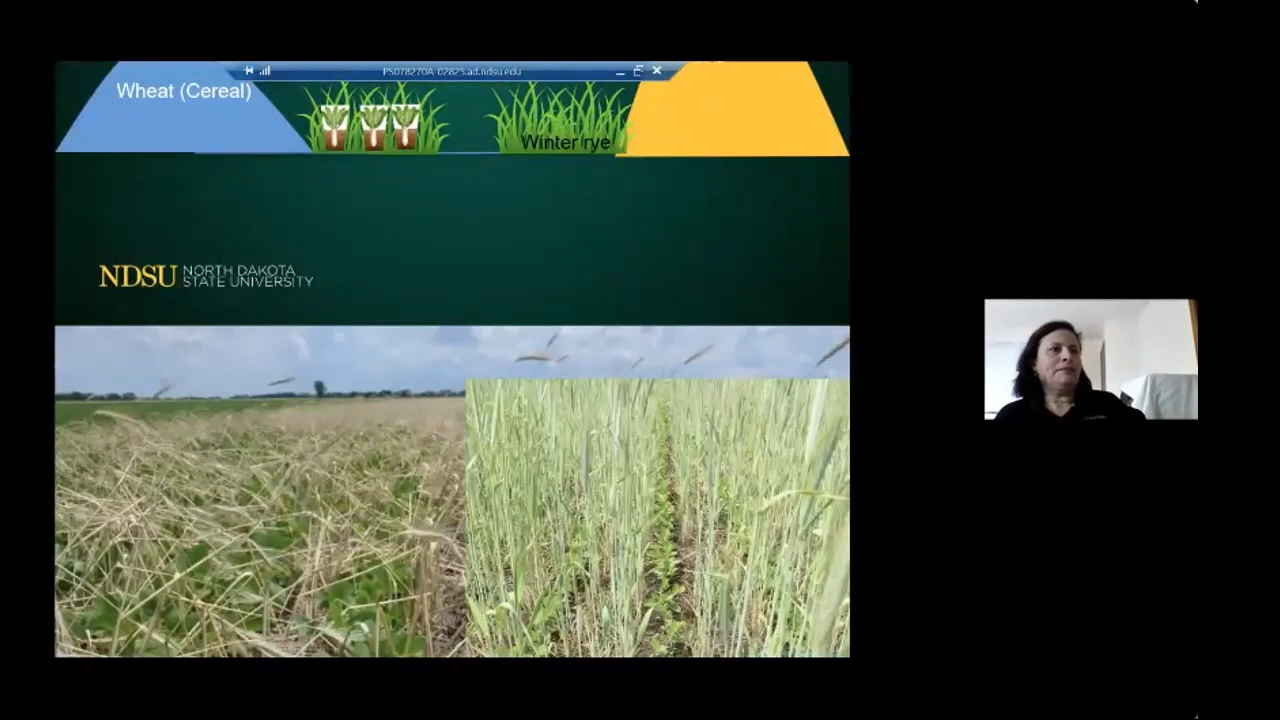 PS078270A-02825.ad.ndsu.edu
Wheat (Cereal)
Winter rye
NDSU NORTH DAKOTA
STATE UNIVERSITY